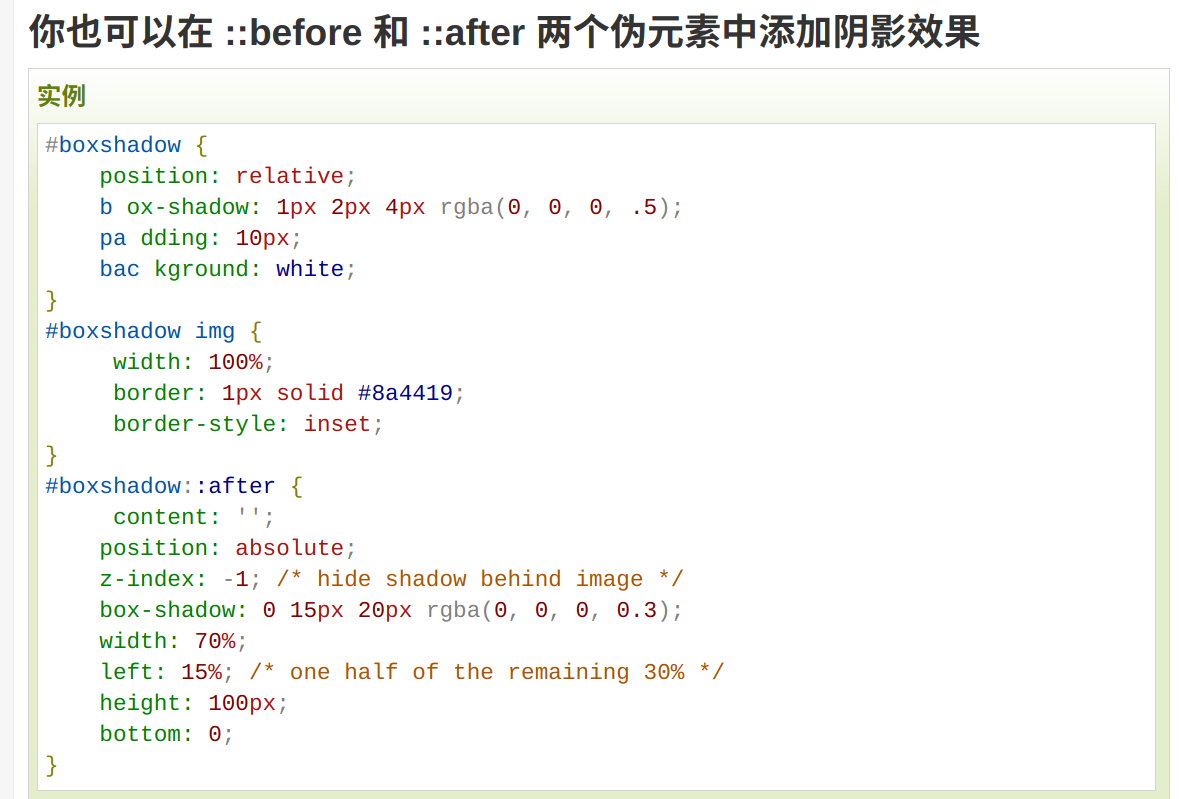 你也可以在 ::before 和 ::after 两个伪元素中添加阴影效果
实例
#boxshadow {
    position: relative;
    b ox-shadow: 1px 2px 4px rgba(0, 0, 0, .5);
    pa dding: 10px;
    bac kground: white;
}
#boxshadow img {
     width: 100%;
     border: 1px solid #8a4419;
     border-style: inset;
}
#boxshadow::after {
     content: '';
    position: absolute;
    z-index: -1; /* hide shadow behind image */
    box-shadow: 0 15px 20px rgba(0, 0, 0, 0.3);
    width: 70%;
    left: 15%; /* one half of the remaining 30% */
    height: 100px;
    bottom: 0;
}